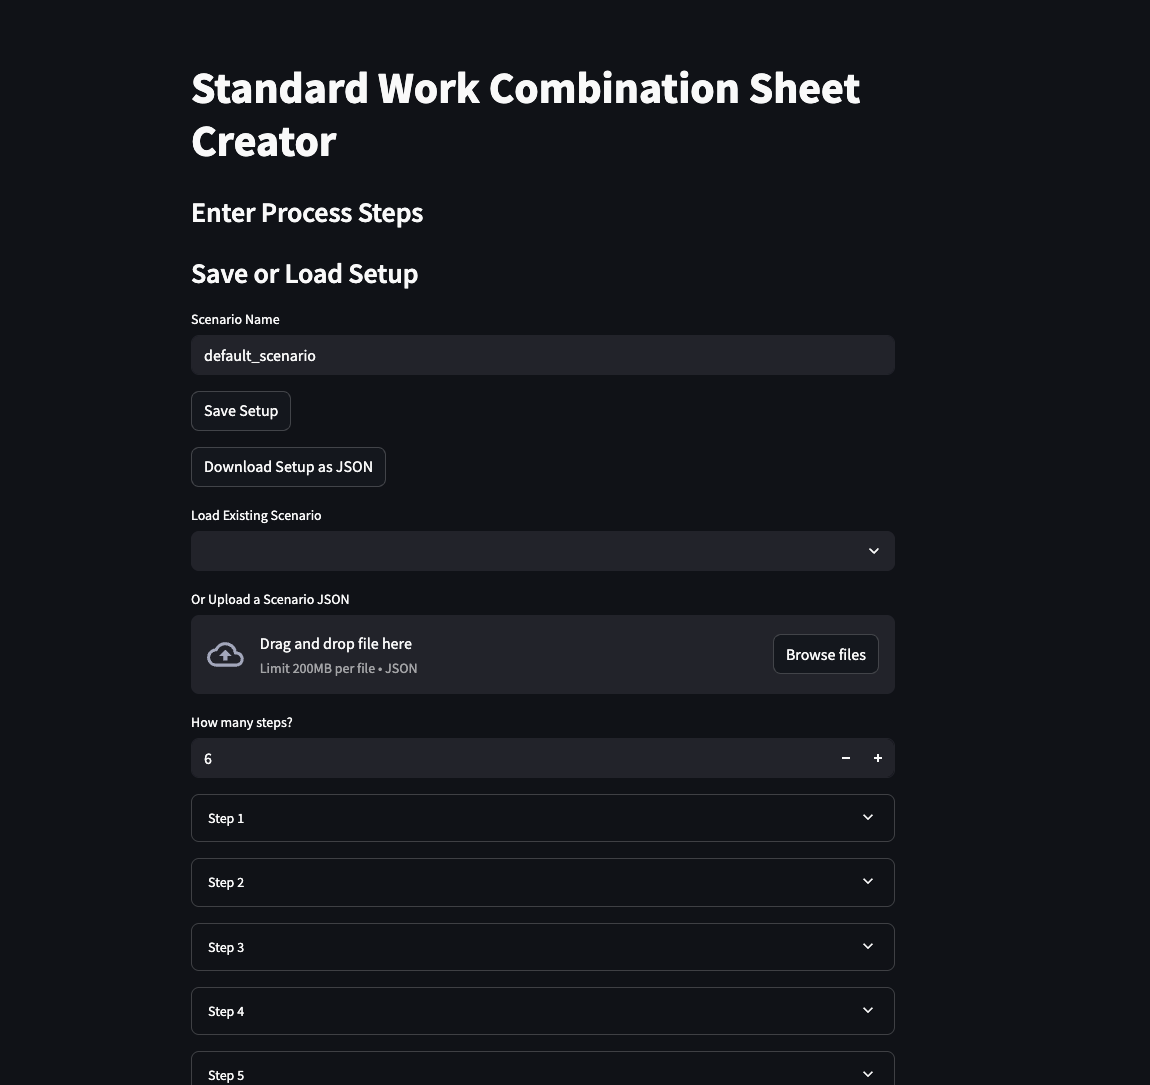 Standard Work Combination Sheet
Creator
Enter Process Steps
Save or Load Setup
Scenario Name
default_scenario
Save Setup
Download Setup as JSON
Load Existing Scenario
Or Upload a Scenario JSON
Drag and drop file here
Limit 200MB per file • JSON
Browse files
How many steps?
6
Step 1
Step 2
Step 3
Step 4
Step 5